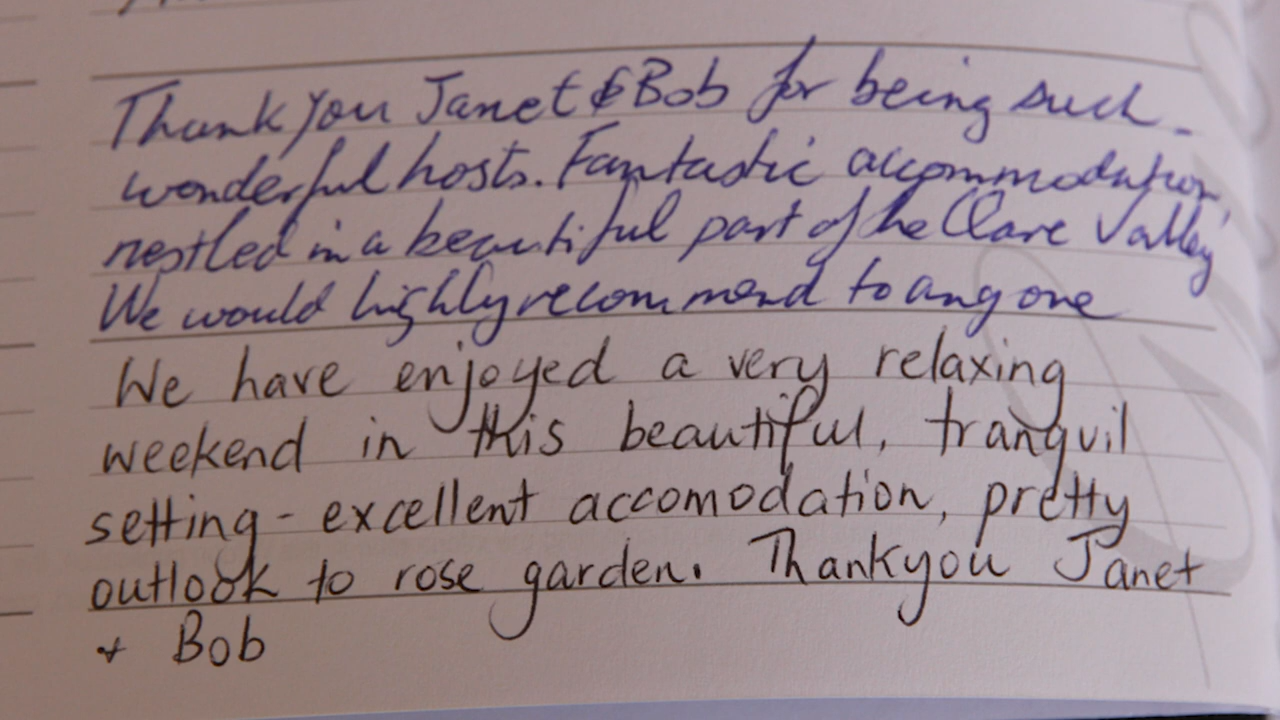 Thank you Janet & Bob for being such
wonderful hosts. Fantastic accommodation,
nestled in a beautiful part of the Clare Valley
We would highly recommend to anyone
We have enjoyed a very relaxing
weekend in this beautiful, tranquil
setting - excellent accomodation, pretty
outlook to rose garden. Thankyou Janet
+ Bob